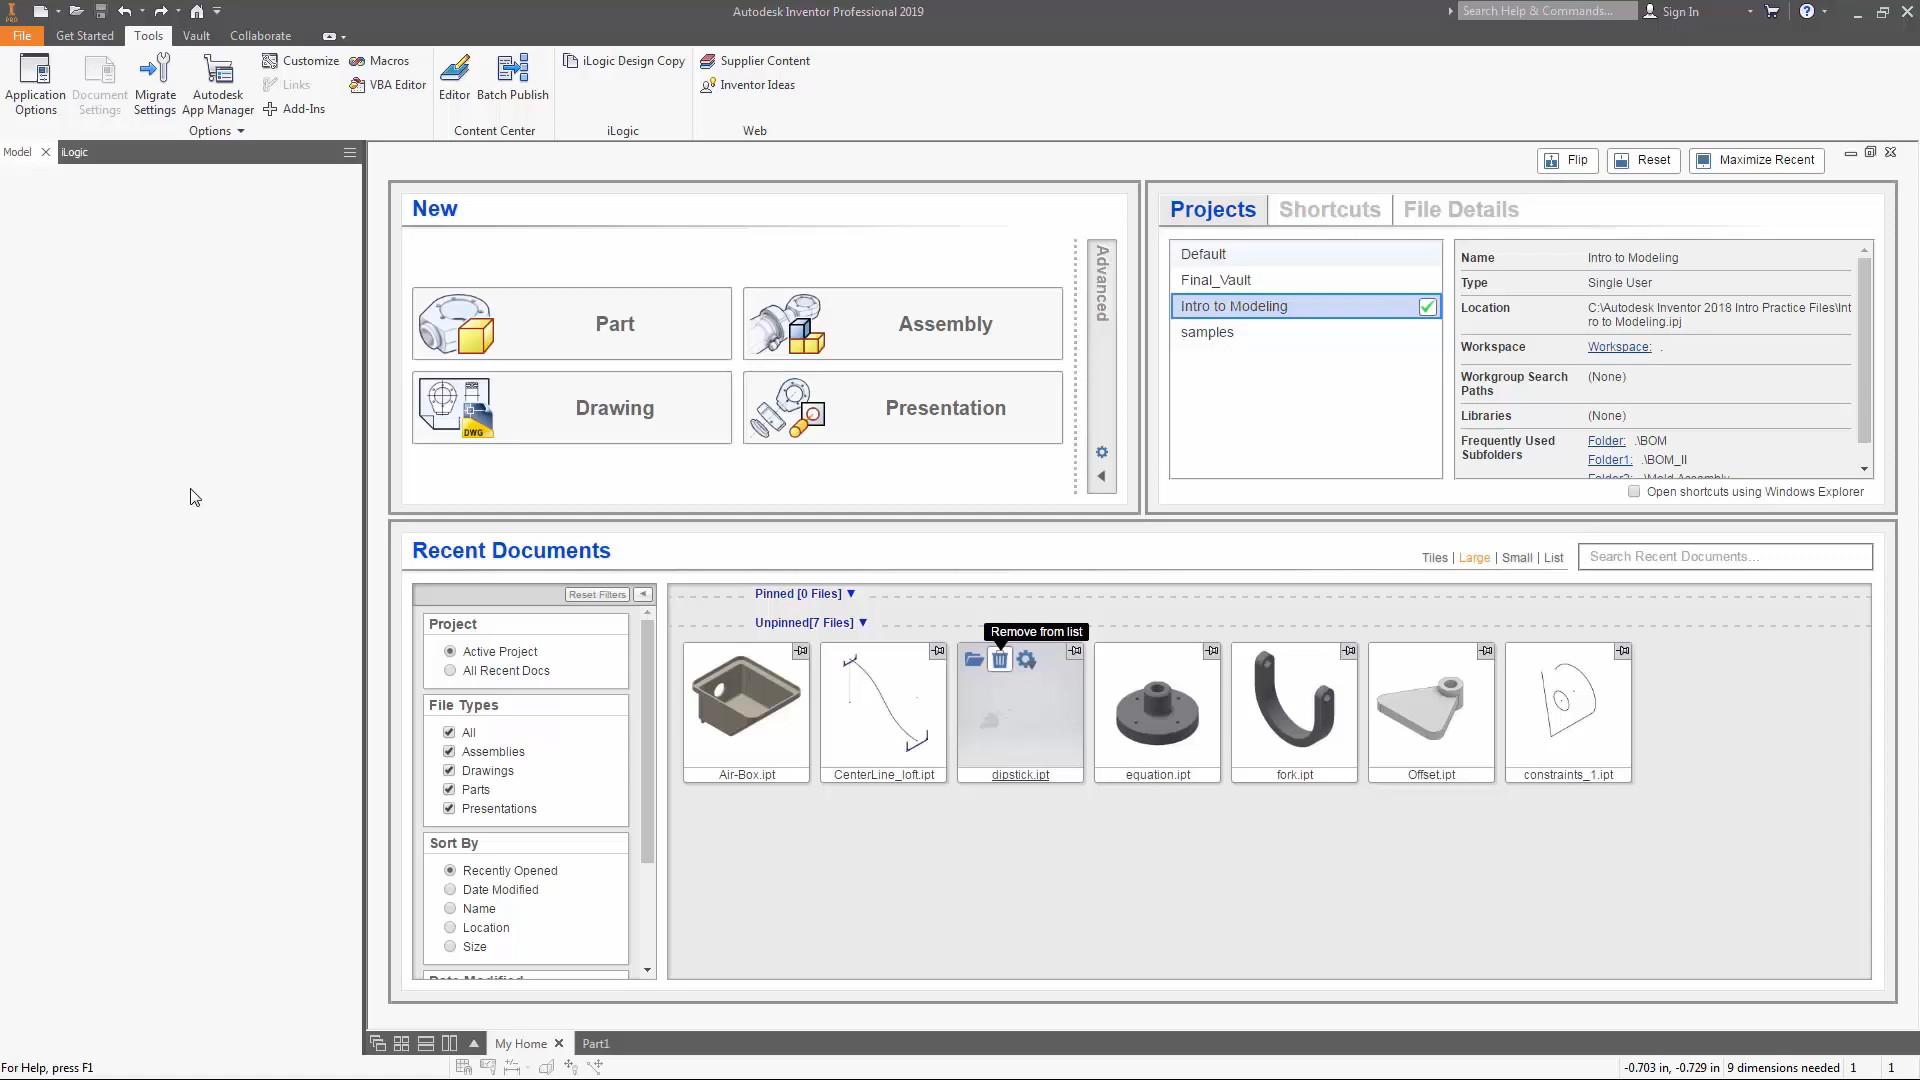 PRO
Autodesk Inventor Professional 2019
Search Help & Commands...
Sign In
File
Get Started
Tools
Vault
Collaborate
Application Options
Document Settings
Migrate Settings
Autodesk App Manager
Customize
Links
Add-Ins
Macros
VBA Editor
Options
Editor
Batch Publish
Content Center
iLogic Design Copy
iLogic
Supplier Content
Inventor Ideas
Web
Model
iLogic
Flip
Reset
Maximize Recent
New
Part
Assembly
Drawing
DWG
Presentation
Advanced
Projects
Shortcuts
File Details
Default
Final_Vault
Intro to Modeling
samples
Name Intro to Modeling
Type Single User
Location C:\Autodesk Inventor 2018 Intro Practice Files\Int
ro to Modeling.ipj
Workspace Workspace: .
Workgroup Search (None)
Paths
Libraries (None)
Frequently Used Folder: .\BOM
Subfolders Folder1: .\BOM_II
Folder2: .\Mold Assembly
Open shortcuts using Windows Explorer
Recent Documents
Tiles | Large | Small | List
Search Recent Documents...
Reset Filters
Project
Active Project
All Recent Docs
File Types
All
Assemblies
Drawings
Parts
Presentations
Sort By
Recently Opened
Date Modified
Name
Location
Size
Date Modified
Pinned [0 Files]
Unpinned[7 Files]
Remove from list
Air-Box.ipt
CenterLine_loft.ipt
dipstick.ipt
equation.ipt
fork.ipt
Offset.ipt
constraints_1.ipt
My Home
Part1
For Help, press F1
-0.703 in, -0.729 in 9 dimensions needed 1 1